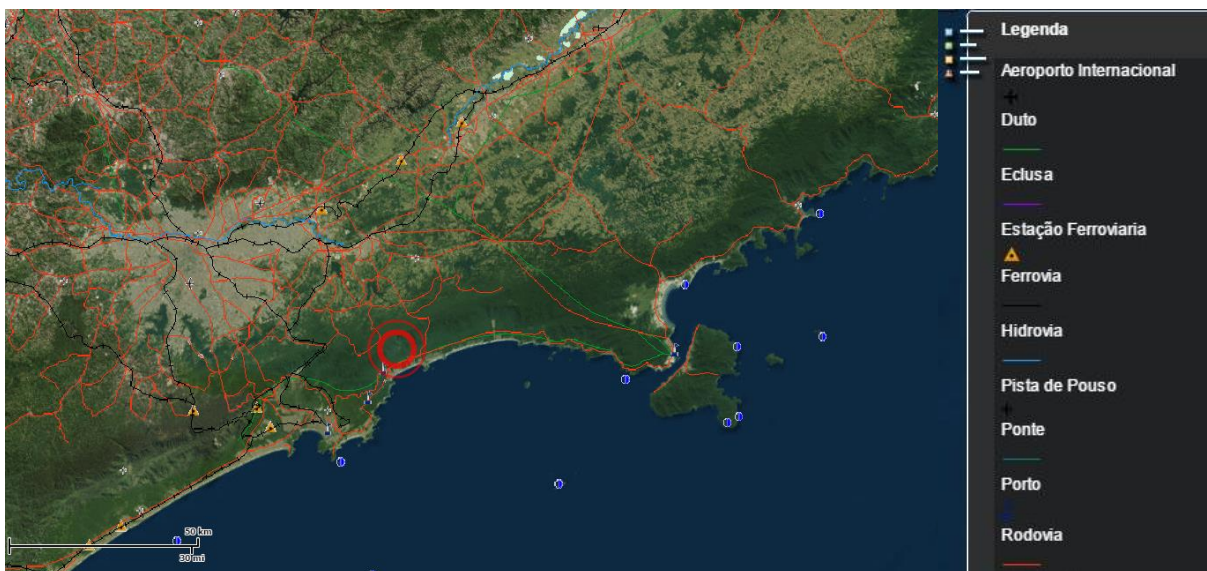 Legenda
Aeroporto Internacional
Duto
Eclusa
Estação Ferroviaria
Ferrovia
Hidrovia
Pista de Pouso
Ponte
Porto
Rodovia
50 km
30 mi